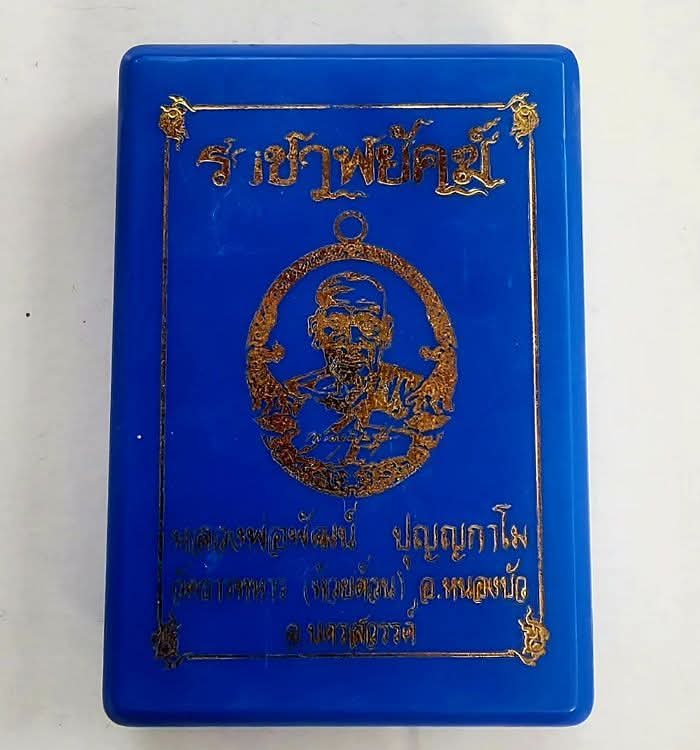 ราชาพยัคฆ์
หลวงพ่อพัฒน์ ปุญญกาโม
วัดธารทหาร (ห้วยด้วน) อ.หนองบัว
จ.นครสวรรค์